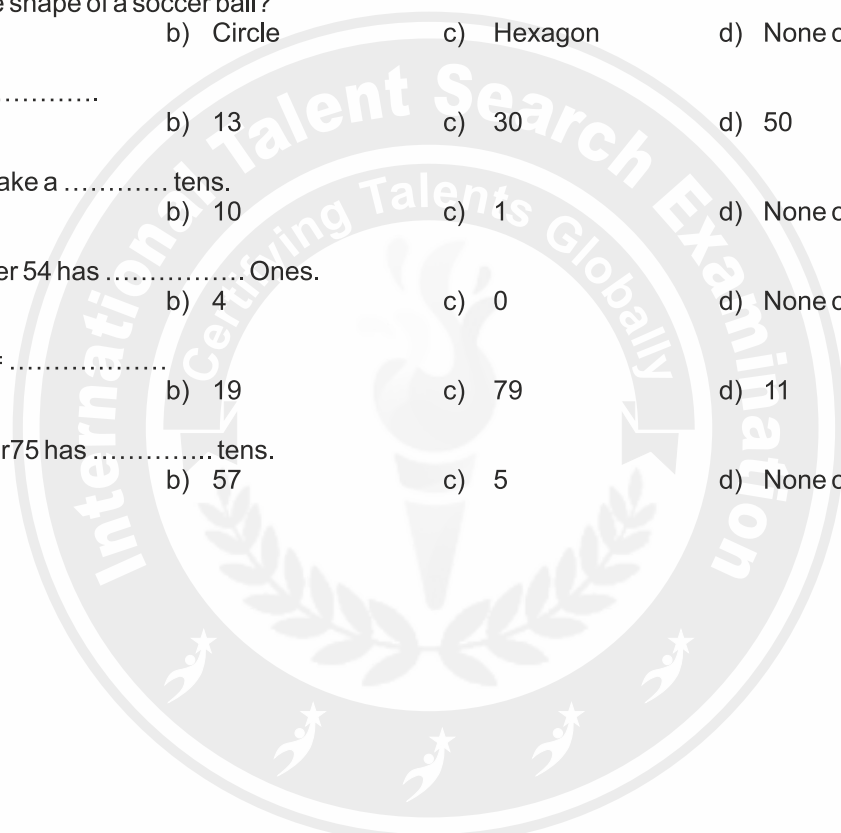 e shape of a soccer ball?
b) Circle c) Hexagon d) None o
………….
b) 13 c) 30 d) 50
ake a ………… tens.
b) 10 c) 1 d) None o
er 54 has ……………. Ones.
b) 4 c) 0 d) None o
= ………………
b) 19 c) 79 d) 11
r75 has ………….. tens.
b) 57 c) 5 d) None o
International Talent Search Examination
Certifying Talents Globally